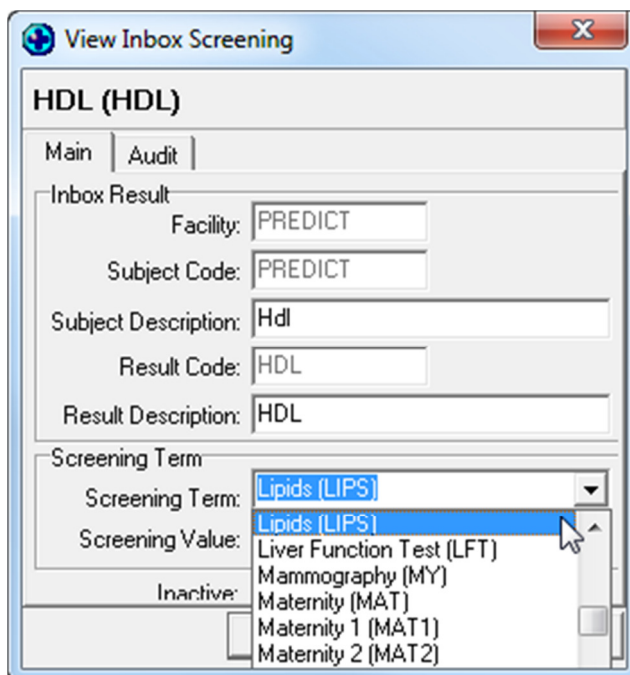 View Inbox Screening
HDL (HDL)
Main Audit
Inbox Result
Facility: PREDICT
Subject Code: PREDICT
Subject Description: Hdl
Result Code: HDL
Result Description: HDL
Screening Term
Screening Term: Lipids (LIPS)
Lipids (LIPS)
Screening Value:
Liver Function Test (LFT)
Mammography (MY)
Inactive:
Maternity (MAT)
Maternity 1 (MAT1)
Maternity 2 (MAT2)